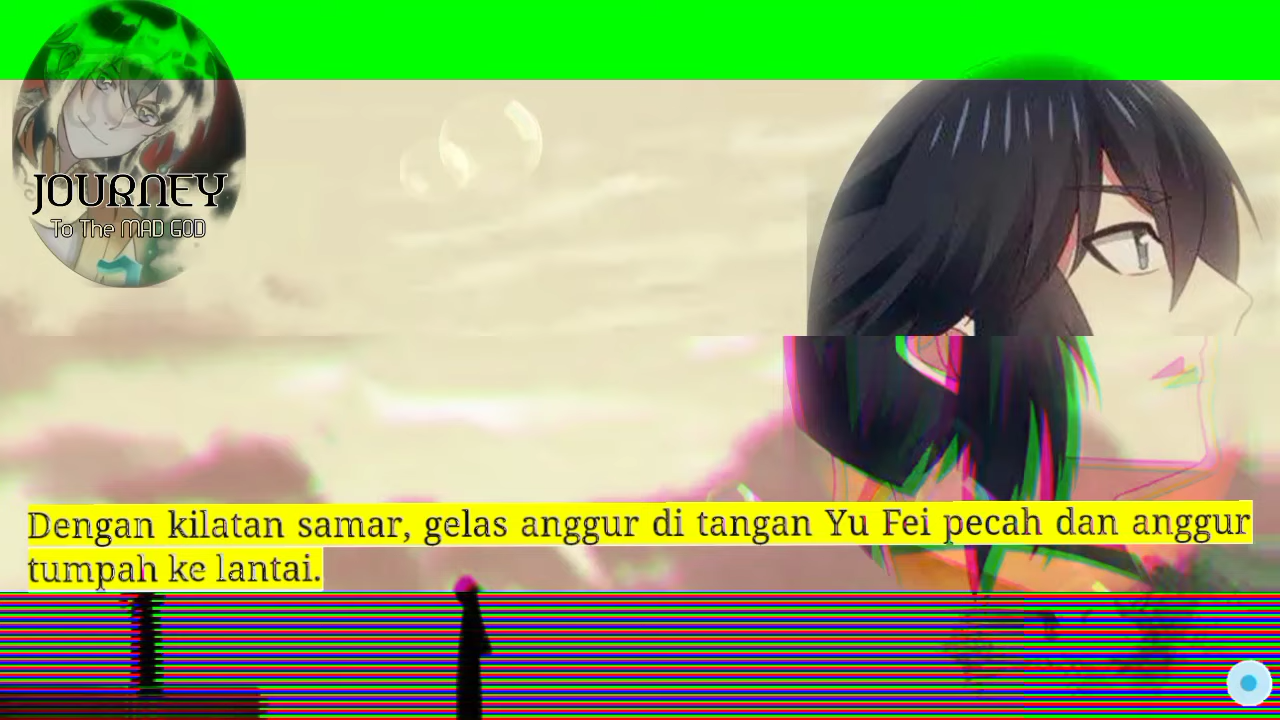 JOURNEY
To The MAD GOD
Dengan kilatan samar, gelas anggur di tangan Yu Fei pecah dan anggur
tumpah ke lantai.